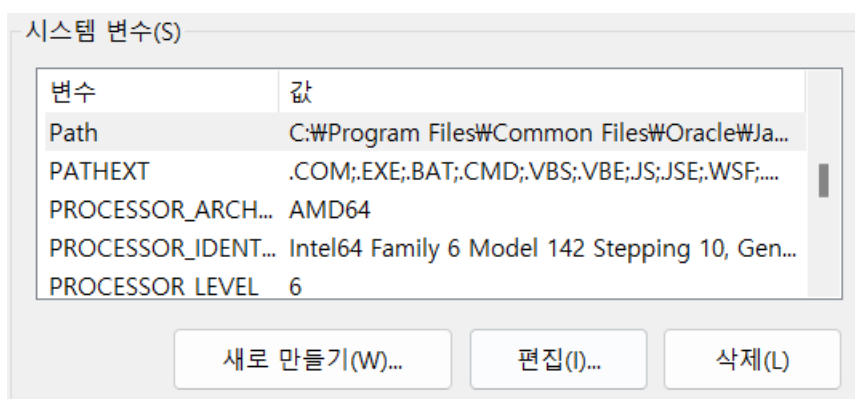 시스템 변수(S)
변수 값
Path C:₩Program Files₩Common Files₩Oracle₩Ja...
PATHEXT .COM;.EXE;.BAT;.CMD;.VBS;.VBE;.JS;.JSE;.WSF;....
PROCESSOR_ARCH... AMD64
PROCESSOR_IDENT... Intel64 Family 6 Model 142 Stepping 10, Gen...
PROCESSOR_LEVEL 6
새로 만들기(W)... 편집(I)... 삭제(L)